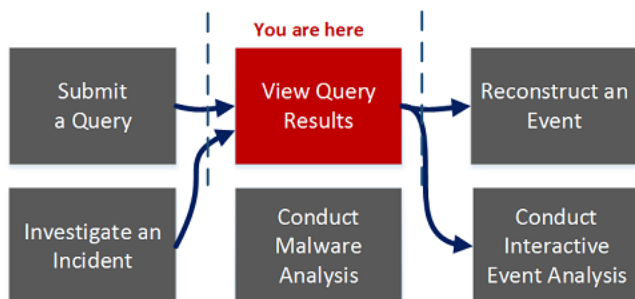 You are here
Submit
a Query
View Query
Results
Reconstruct an
Event
Investigate an
Incident
Conduct
Malware
Analysis
Conduct
Interactive
Event Analysis